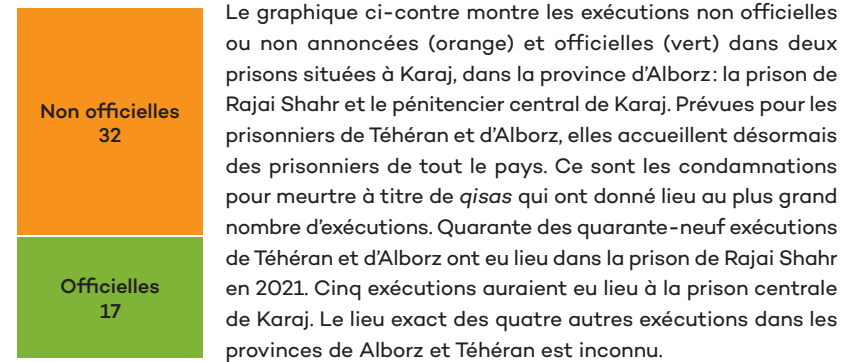 Non officielles
32
Officielles
17
Le graphique ci-contre montre les exécutions non officielles
ou non annoncées (orange) et officielles (vert) dans deux
prisons situées à Karaj, dans la province d’Alborz: la prison de
Rajai Shahr et le pénitencier central de Karaj. Prévues pour les
prisonniers de Téhéran et d’Alborz, elles accueillent désormais
des prisonniers de tout le pays. Ce sont les condamnations
pour meurtre à titre de qisas qui ont donné lieu au plus grand
nombre d’exécutions. Quarante des quarante-neuf exécutions
de Téhéran et d’Alborz ont eu lieu dans la prison de Rajai Shahr
en 2021. Cinq exécutions auraient eu lieu à la prison centrale
de Karaj. Le lieu exact des quatre autres exécutions dans les
provinces de Alborz et Téhéran est inconnu.